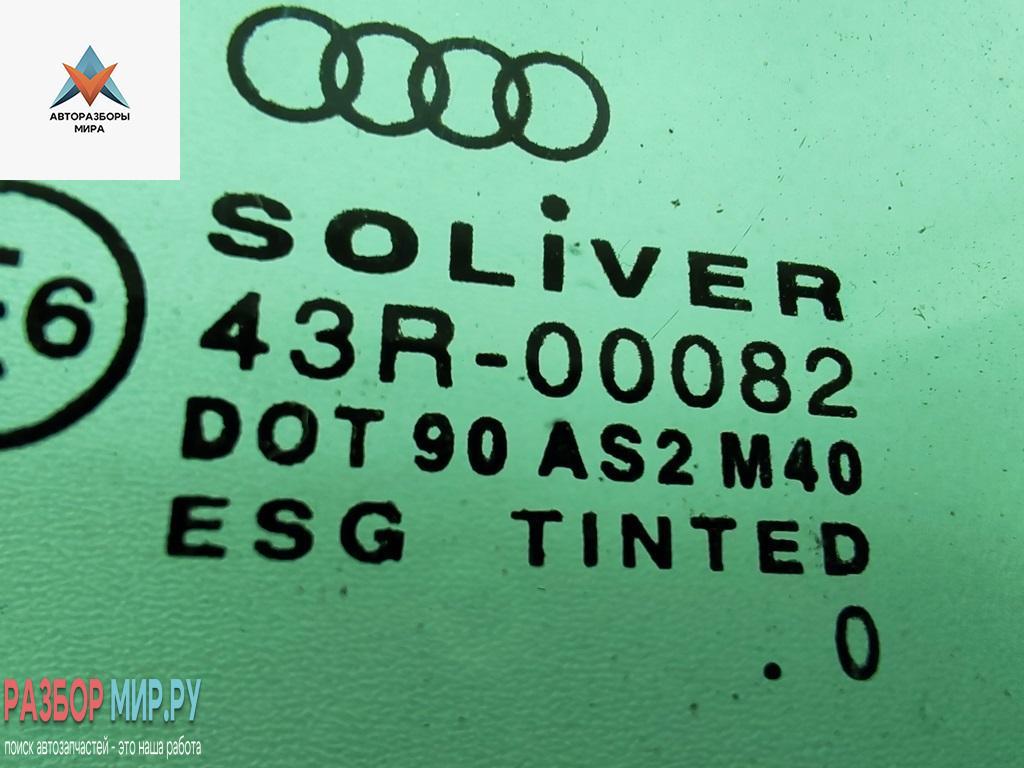 АВТОРАЗБОРЫ
МИРА
SOLiVER
E6
43R-00082
DOT 90 AS2 M40
ESG TINTED
. 0
РАЗБОР МИР.РУ
поиск автозапчастей - это наша работа